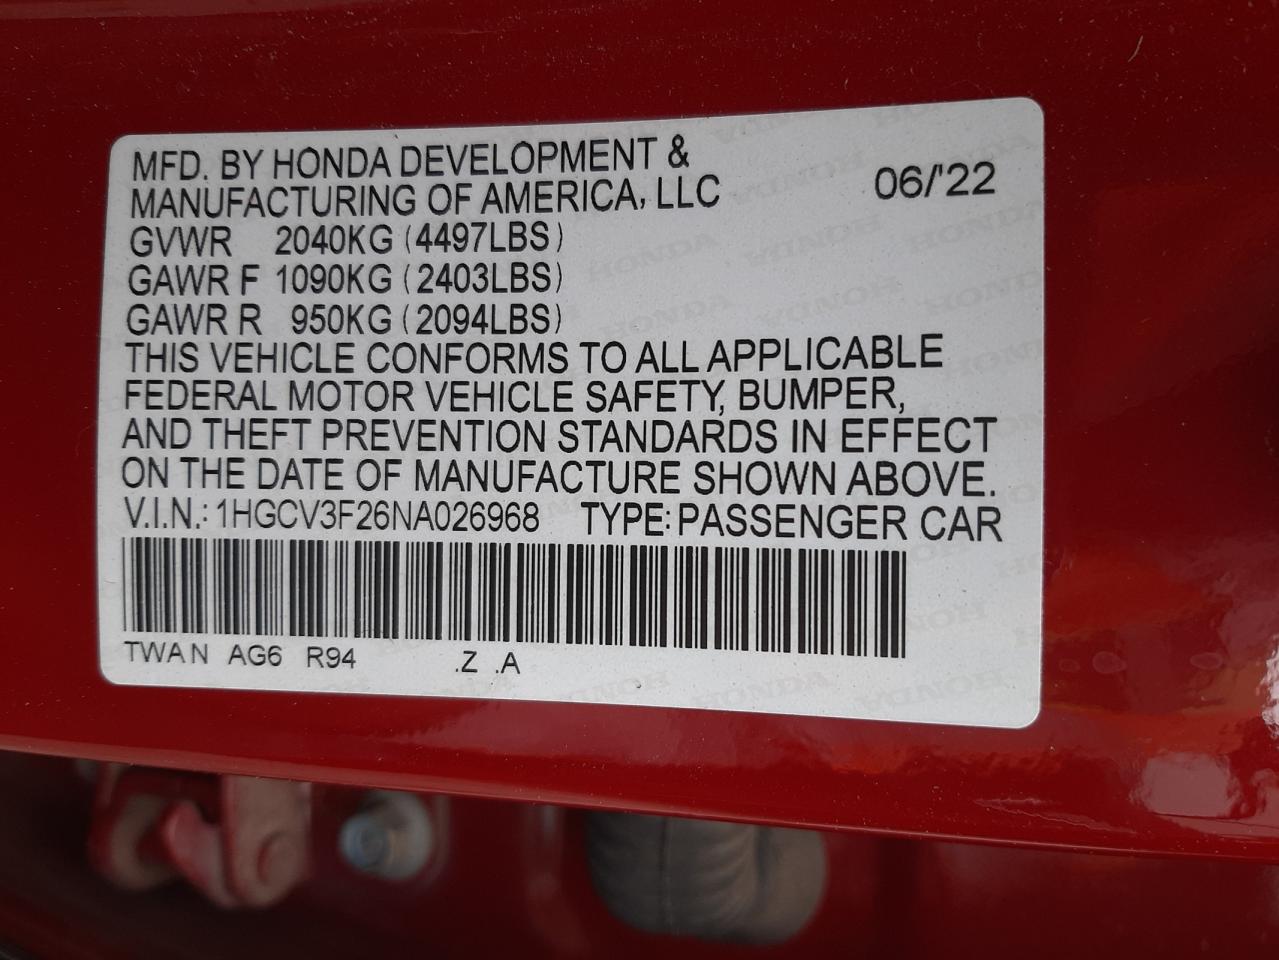 MFD. BY HONDA DEVELOPMENT &
MANUFACTURING OF AMERICA, LLC 06/'22
GVWR 2040KG (4497LBS)
GAWR F 1090KG (2403LBS)
GAWR R 950KG (2094LBS)
THIS VEHICLE CONFORMS TO ALL APPLICABLE
FEDERAL MOTOR VEHICLE SAFETY, BUMPER,
AND THEFT PREVENTION STANDARDS IN EFFECT
ON THE DATE OF MANUFACTURE SHOWN ABOVE.
V.I.N.: 1HGCV3F26NA026968 TYPE: PASSENGER CAR
TWAN AG6 R94 .Z .A